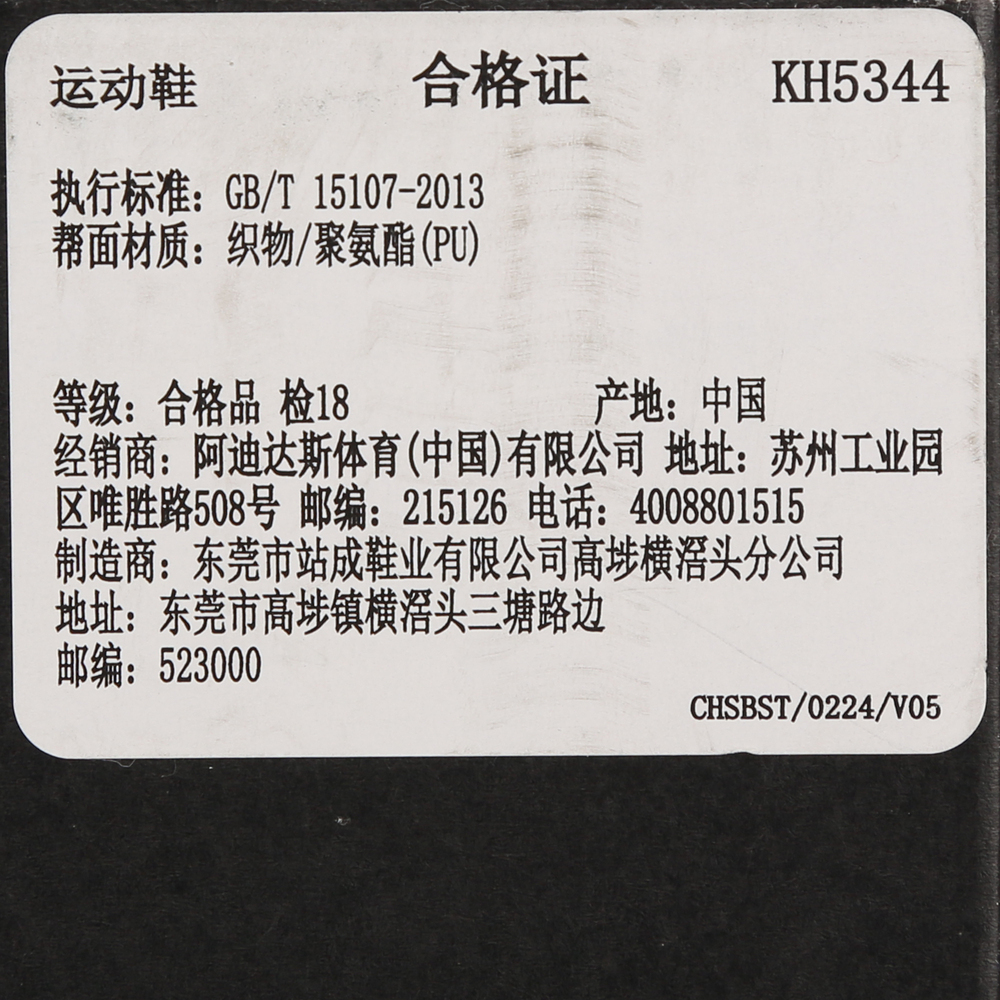 运动鞋 合格证 KH5344
执行标准：GB/T 15107-2013
帮面材质：织物/聚氨酯(PU)
等级：合格品 检18 产地：中国
经销商：阿迪达斯体育(中国)有限公司 地址：苏州工业园
区唯胜路508号 邮编：215126 电话：4008801515
制造商：东莞市站成鞋业有限公司高埗横滘头分公司
地址：东莞市高埗镇横滘头三塘路边
邮编：523000
CHSBST/0224/V05